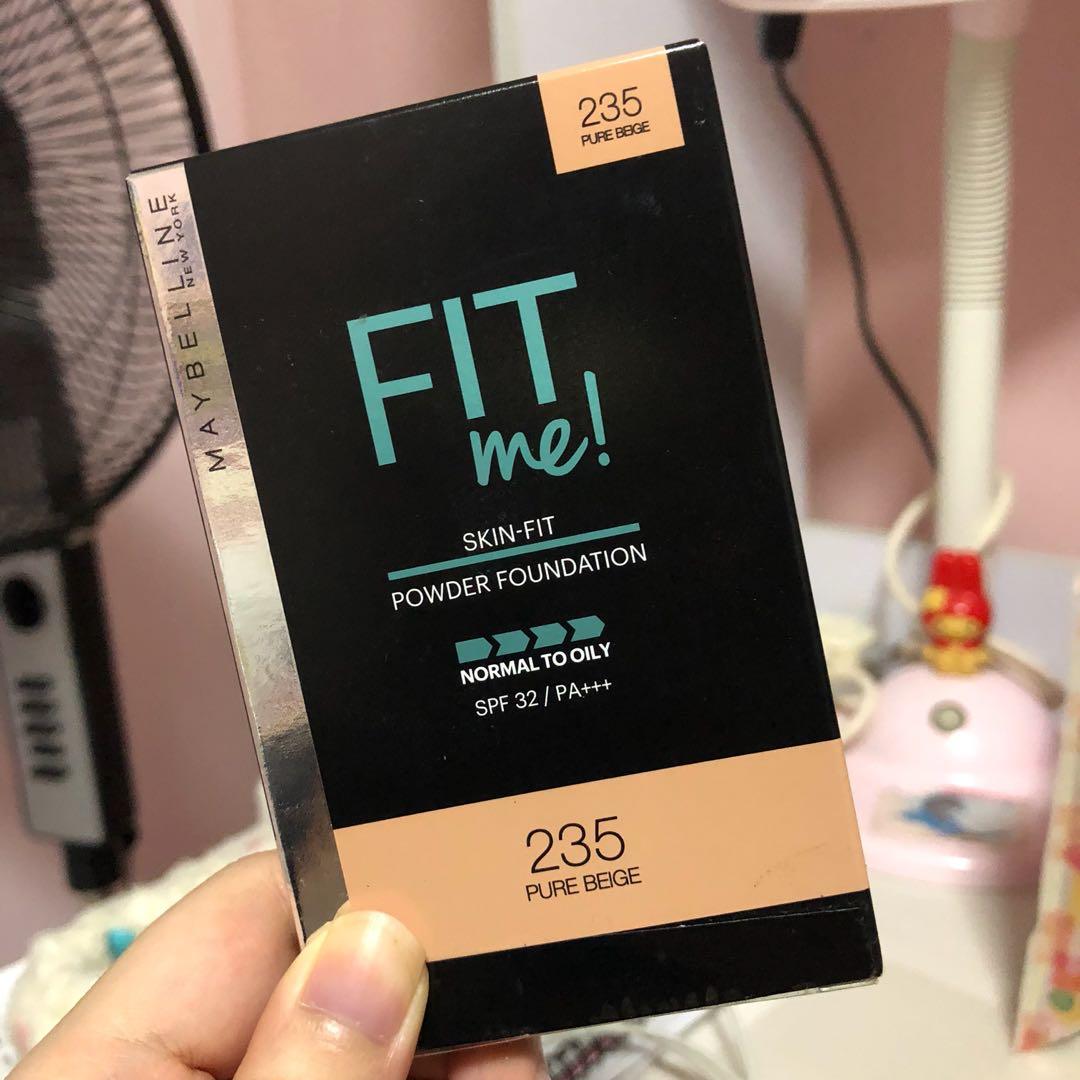 235
PURE BEIGE
MAYBELLINE
NEW YORK
FIT
me!
SKIN-FIT
POWDER FOUNDATION
NORMAL TO OILY
SPF 32 / PA+++
235
PURE BEIGE